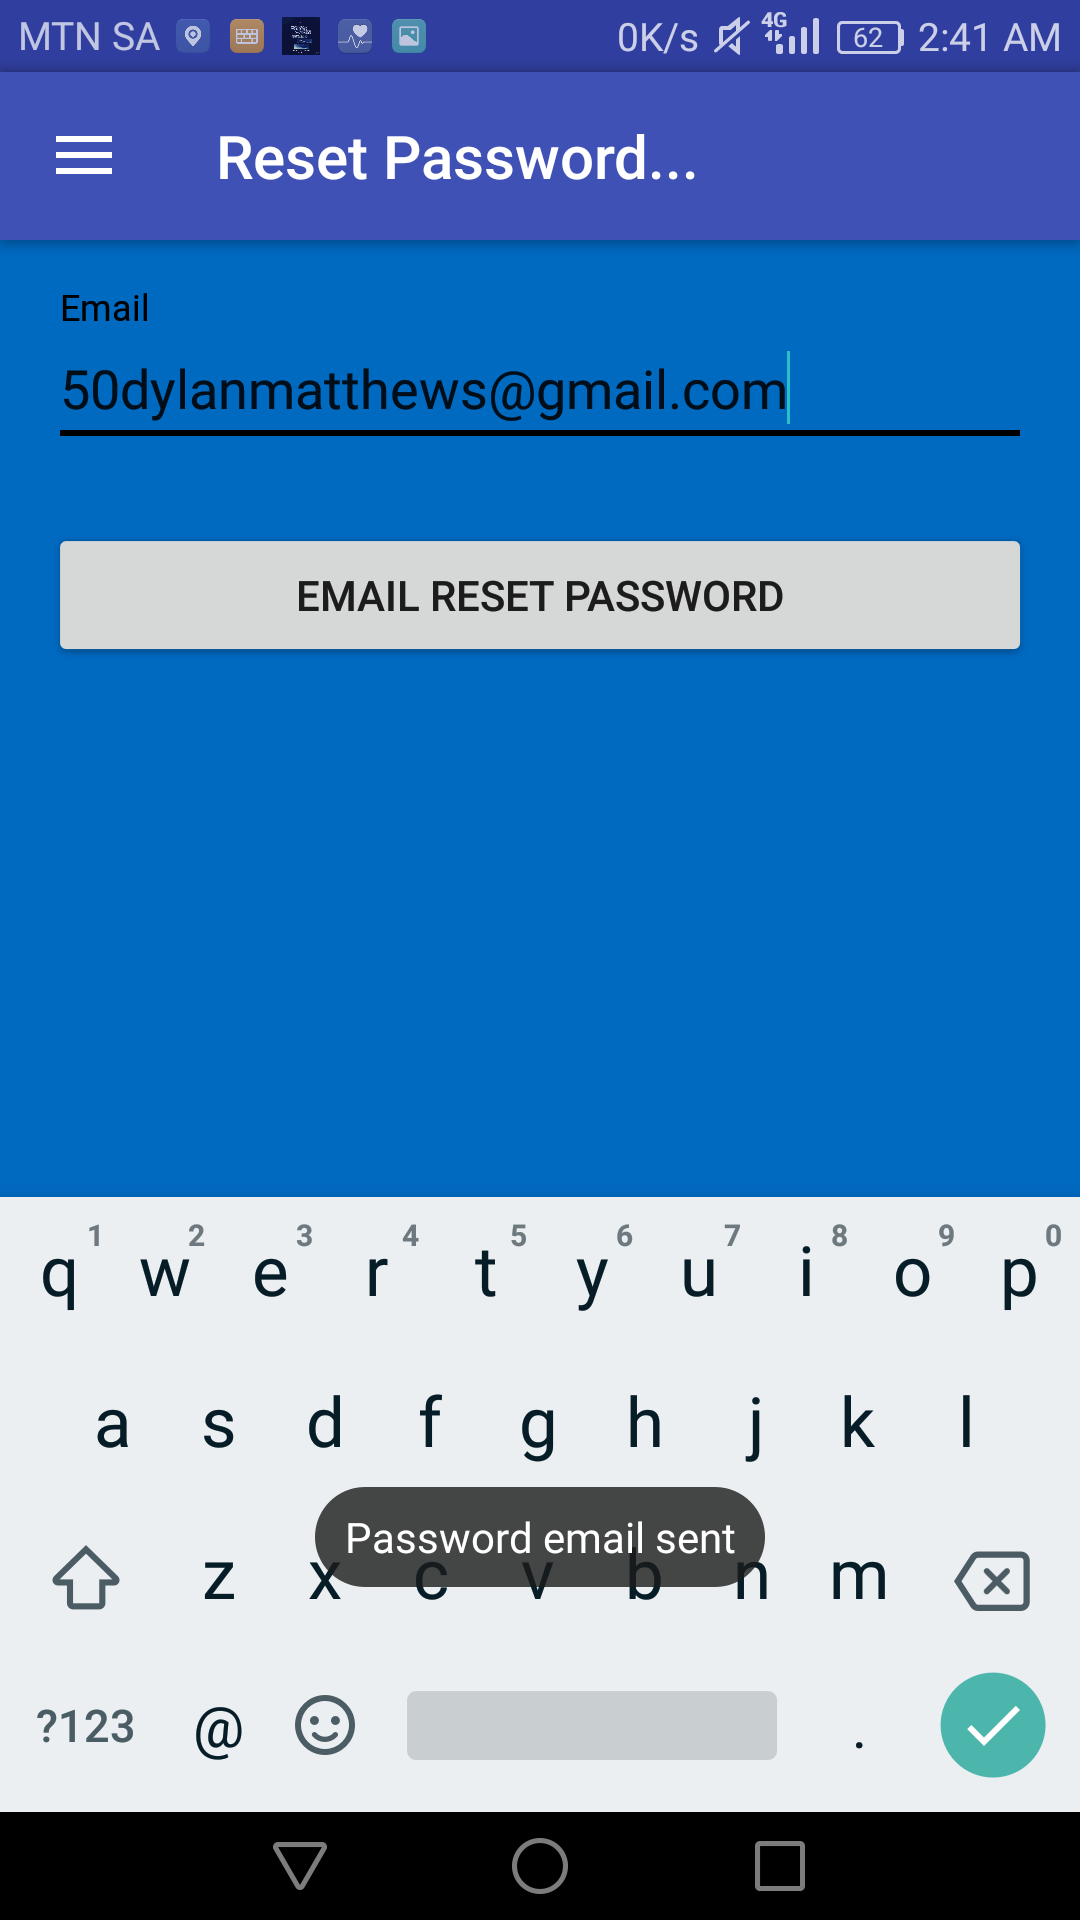 MTN SA 0K/s 4G 62 2:41 AM
Reset Password...
Email
50dylanmatthews@gmail.com
EMAIL RESET PASSWORD
1 2 3 4 5 6 7 8 9 0
q w e r t y u i o p
a s d f g h j k l
Password email sent
z x c v b n m
?123 @ .